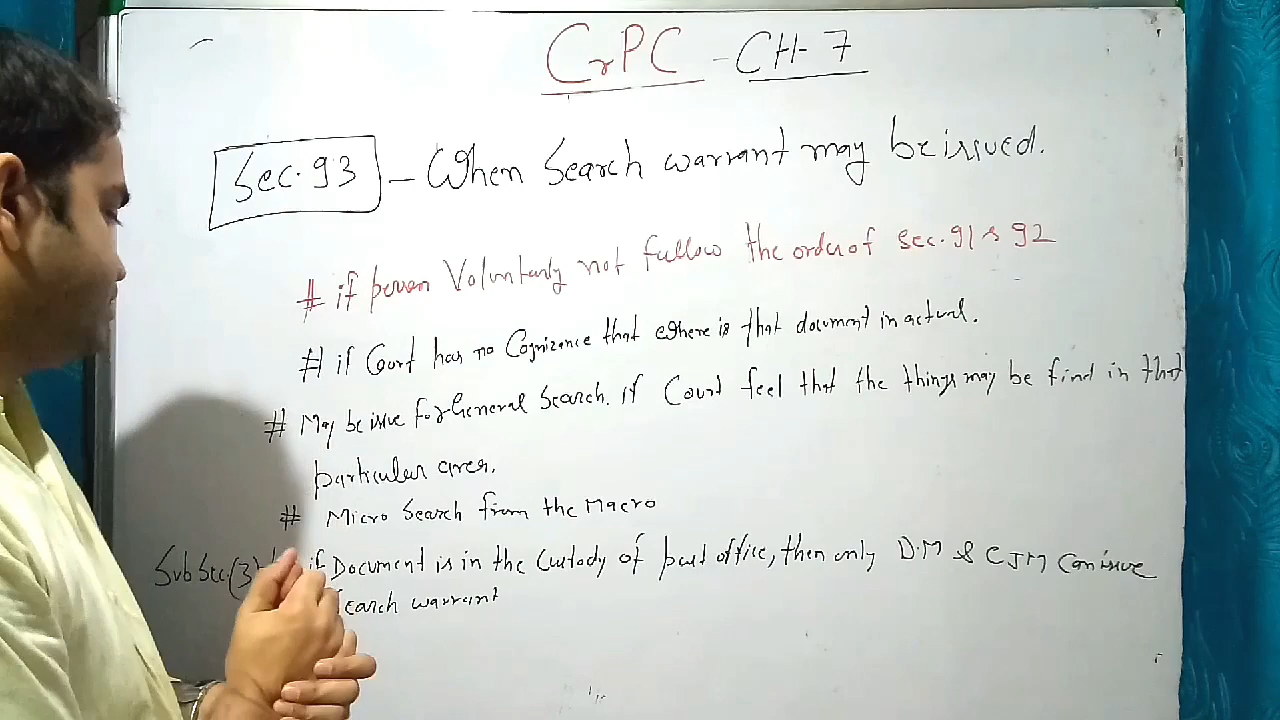 CrPC - CH-7
Sec.93 - When Search warrant may be issued.
# if person Voluntarily not follow the order of sec.91 & 92
# if Court has no Cognizance that where is that document in actual.
# May be issue for General Search. if Court feel that the things may be find in that
particular area.
# Micro Search from the Macro
Sub Sec(3) if Document is in the Custody of post office, then only D.M & CJM can issue
Search warrant